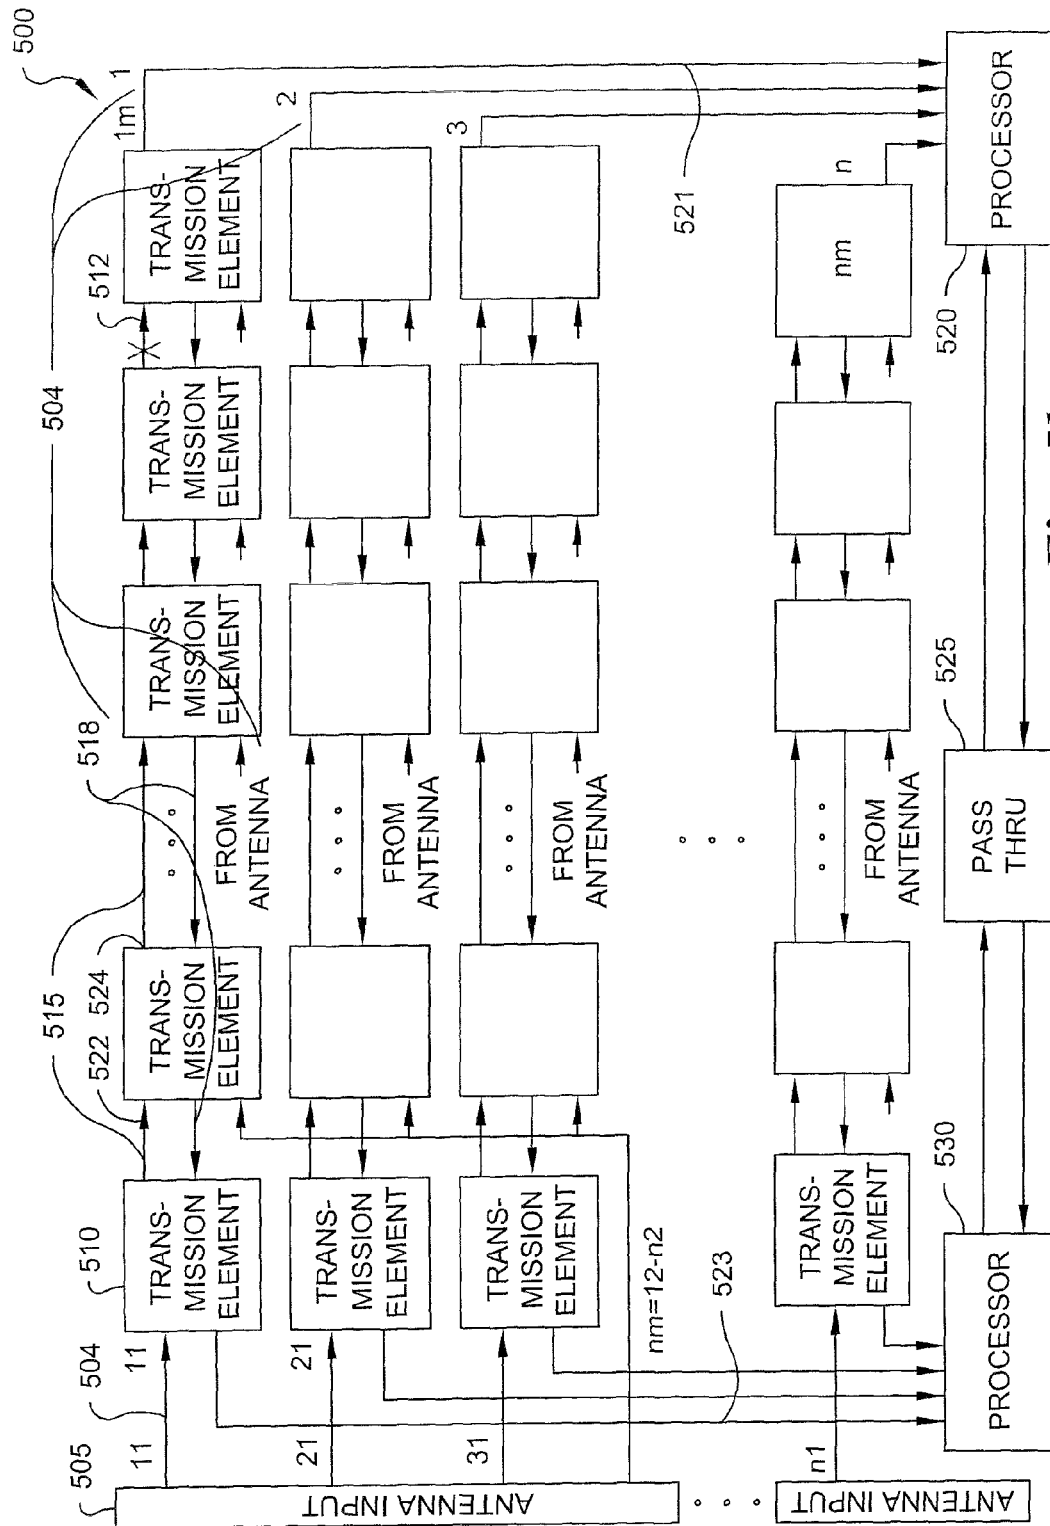 500
504
1m
1
2
3
n
512
TRANS-
MISSION
ELEMENT
TRANS-
MISSION
ELEMENT
TRANS-
MISSION
ELEMENT
TRANS-
MISSION
ELEMENT
TRANS-
MISSION
ELEMENT
518
515
522
524
510
504
505
11
11
21
21
31
n1
FROM
ANTENNA
FROM
ANTENNA
FROM
ANTENNA
FROM
ANTENNA
TRANS-
MISSION
ELEMENT
TRANS-
MISSION
ELEMENT
TRANS-
MISSION
ELEMENT
nm
nm=12-n2
521
523
520
525
530
PROCESSOR
PASS
THRU
PROCESSOR
ANTENNA INPUT
ANTENNA INPUT